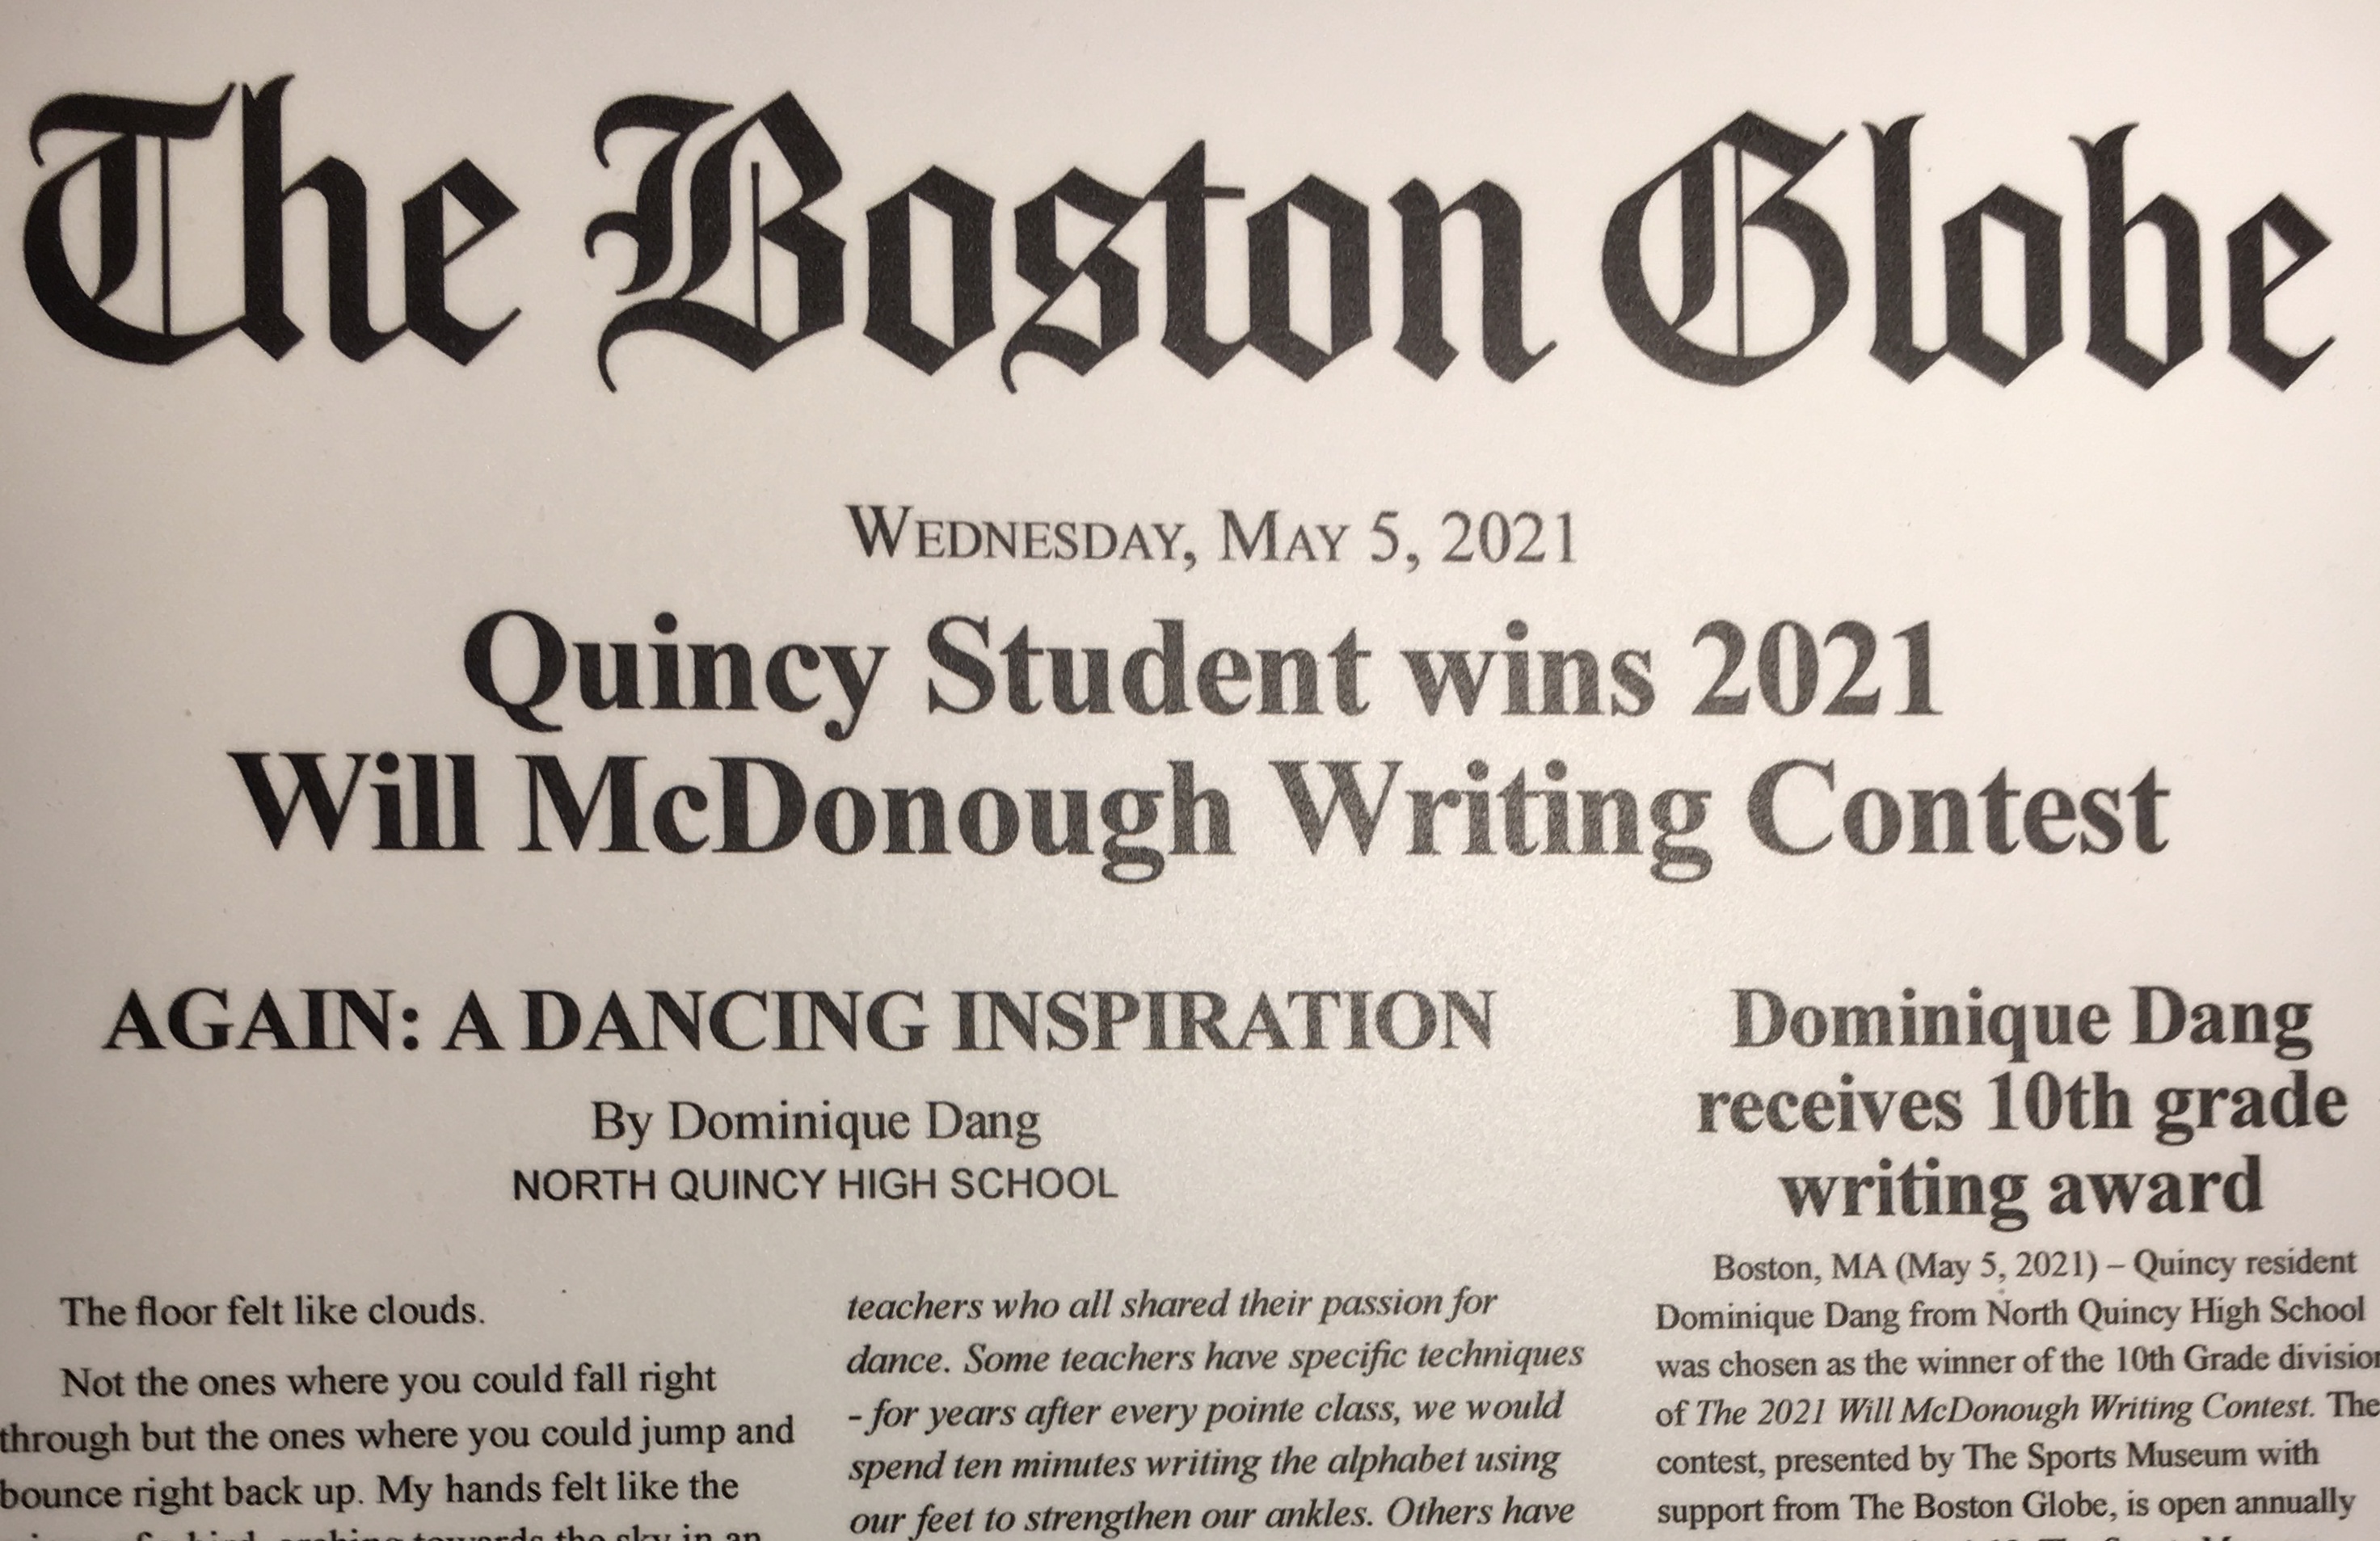 The Boston Globe
WEDNESDAY, MAY 5, 2021
Quincy Student wins 2021
Will McDonough Writing Contest
AGAIN: A DANCING INSPIRATION
By Dominique Dang
NORTH QUINCY HIGH SCHOOL
The floor felt like clouds.
Not the ones where you could fall right
through but the ones where you could jump and
bounce right back up. My hands felt like the
towards the sky in an
teachers who all shared their passion for
dance. Some teachers have specific techniques
- for years after every pointe class, we would
spend ten minutes writing the alphabet using
our feet to strengthen our ankles. Others have
Dominique Dang
receives 10th grade
writing award
Boston, MA (May 5, 2021) – Quincy resident
Dominique Dang from North Quincy High School
was chosen as the winner of the 10th Grade division
of The 2021 Will McDonough Writing Contest. The
contest, presented by The Sports Museum with
support from The Boston Globe, is open annually